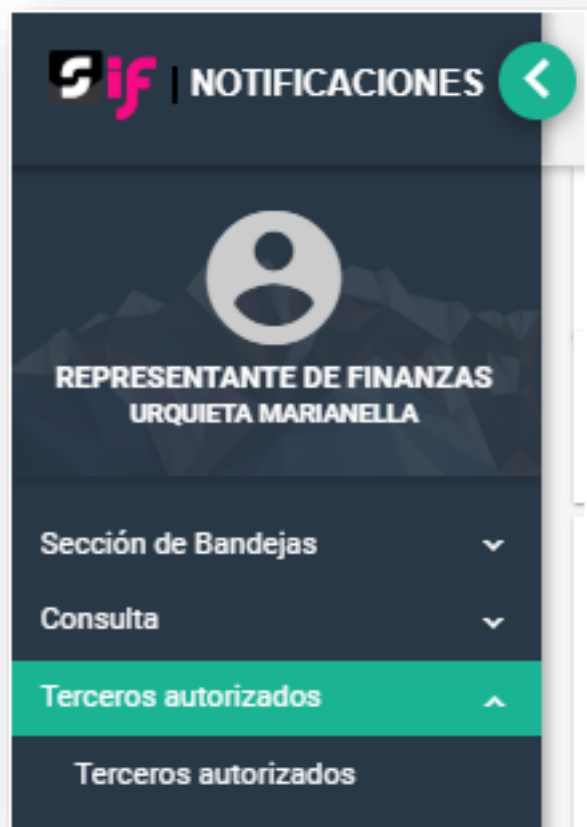 sif | NOTIFICACIONES
REPRESENTANTE DE FINANZAS
URQUIETA MARIANELLA
Sección de Bandejas
Consulta
Terceros autorizados
Terceros autorizados